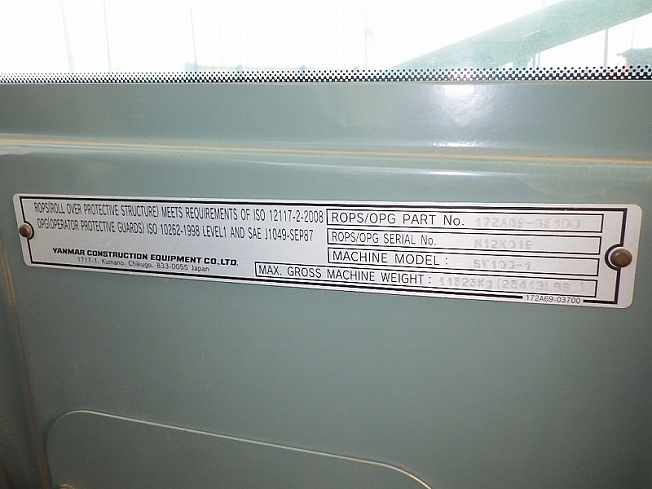 ROPS(ROLL OVER PROTECTIVE STRUCTURE) MEETS REQUIREMENTS OF ISO 12117-2-2008
OPG(OPERATOR PROTECTIVE GUARDS) ISO 10262-1998 LEVEL1 AND SAE J1049-SEP87
YANMAR CONSTRUCTION EQUIPMENT CO.,LTD.
1717-1, Kumano, Chikugo, 833-0055 Japan
ROPS/OPG PART No.
ROPS/OPG SERIAL No.
MACHINE MODEL : SV100-1
MAX. GROSS MACHINE WEIGHT :
172A69-03700